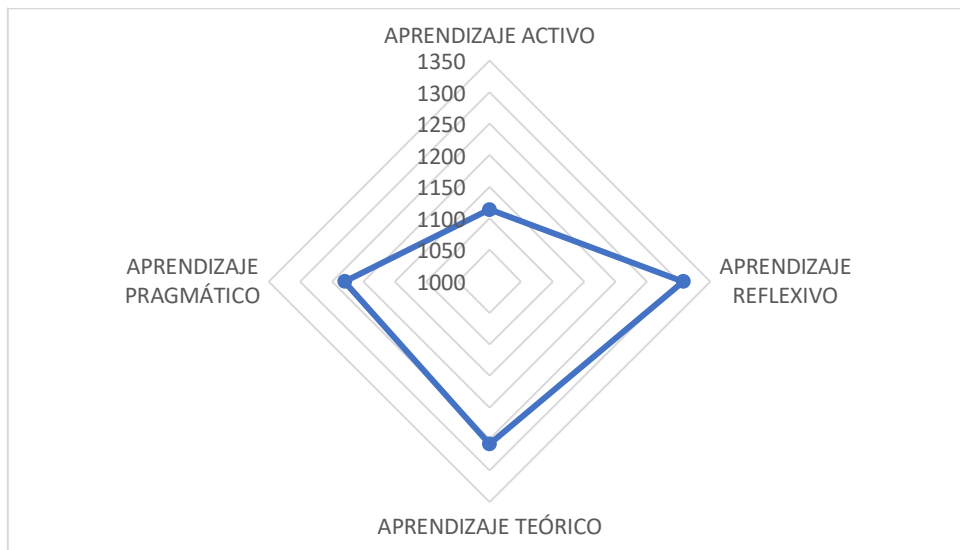 APRENDIZAJE ACTIVO
1350
1300
1250
1200
1150
1100
1050
1000
APRENDIZAJE
REFLEXIVO
APRENDIZAJE TEÓRICO
APRENDIZAJE
PRAGMÁTICO